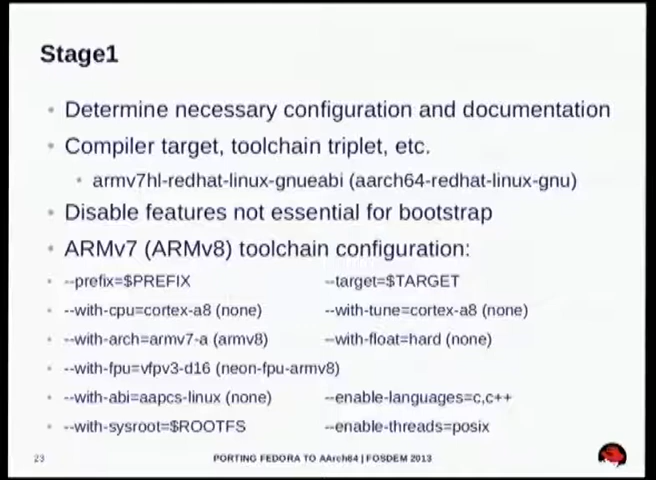 Stage1
Determine necessary configuration and documentation
Compiler target, toolchain triplet, etc.
armv7hl-redhat-linux-gnueabi (aarch64-redhat-linux-gnu)
Disable features not essential for bootstrap
ARMv7 (ARMv8) toolchain configuration:
--prefix=$PREFIX --target=$TARGET
--with-cpu=cortex-a8 (none) --with-tune=cortex-a8 (none)
--with-arch=armv7-a (armv8) --with-float=hard (none)
--with-fpu=vfpv3-d16 (neon-fpu-armv8)
--with-abi=aapcs-linux (none) --enable-languages=c,c++
--with-sysroot=$ROOTFS --enable-threads=posix
23 PORTING FEDORA TO AArch64 | FOSDEM 2013